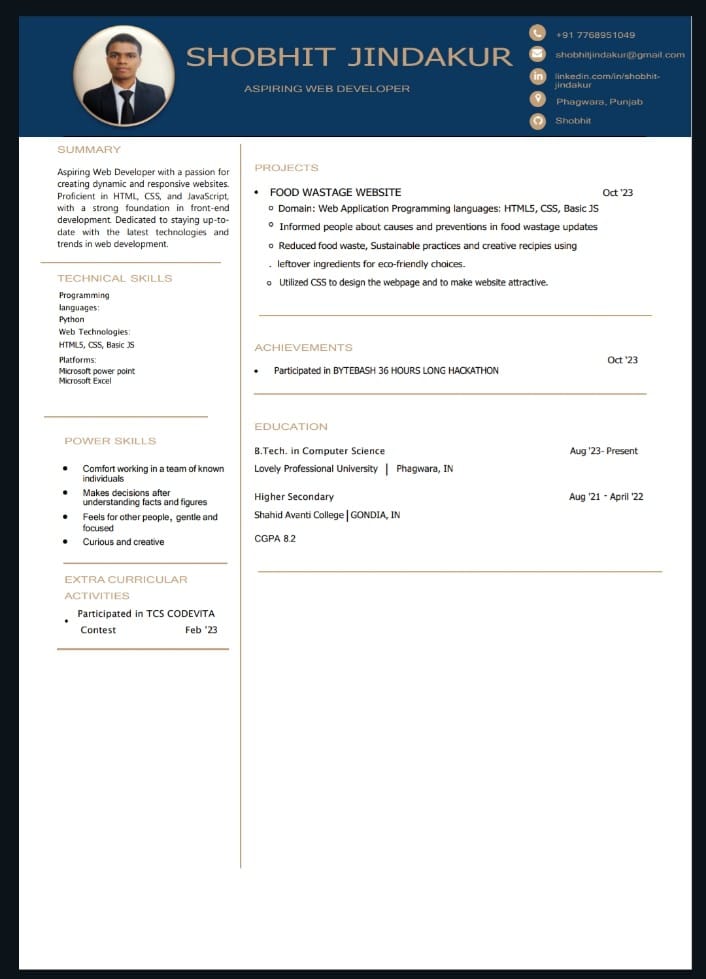 SHOBHIT JINDAKUR
ASPIRING WEB DEVELOPER
+91 7768951049
shobhitjindakur@gmail.com
linkedin.com/in/shobhit-
jindakur
Phagwara, Punjab
Shobhit
SUMMARY
Aspiring Web Developer with a passion for
creating dynamic and responsive websites.
Proficient in HTML, CSS, and JavaScript,
with a strong foundation in front-end
development. Dedicated to staying up-to-
date with the latest technologies and
trends in web development.
TECHNICAL SKILLS
Programming
languages:
Python
Web Technologies:
HTML5, CSS, Basic JS
Platforms:
Microsoft power point
Microsoft Excel
POWER SKILLS
• Comfort working in a team of known
individuals
• Makes decisions after
understanding facts and figures
• Feels for other people, gentle and
focused
• Curious and creative
EXTRA CURRICULAR
ACTIVITIES
• Participated in TCS CODEVITA
Contest Feb '23
PROJECTS
• FOOD WASTAGE WEBSITE Oct '23
o Domain: Web Application Programming languages: HTML5, CSS, Basic JS
o Informed people about causes and preventions in food wastage updates
o Reduced food waste, Sustainable practices and creative recipies using
. leftover ingredients for eco-friendly choices.
o Utilized CSS to design the webpage and to make website attractive.
ACHIEVEMENTS
Oct '23
• Participated in BYTEBASH 36 HOURS LONG HACKATHON
EDUCATION
B.Tech. in Computer Science Aug '23- Present
Lovely Professional University | Phagwara, IN
Higher Secondary Aug '21 - April '22
Shahid Avanti College|GONDIA, IN
CGPA 8.2